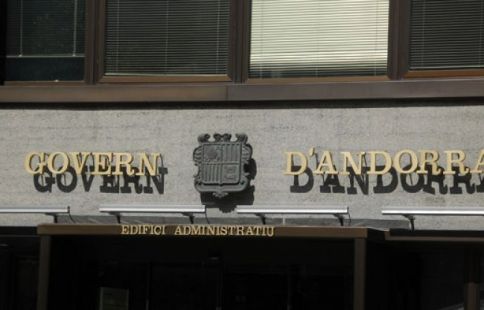 GOVERN D'ANDORRA
EDIFICI ADMINISTRATIU